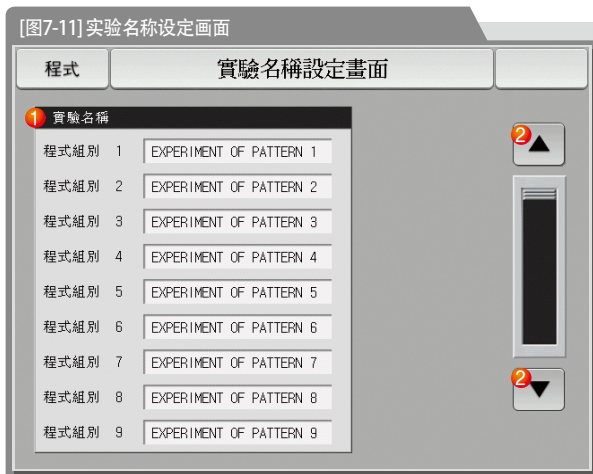 [图7-11] 实验名称设定画面
程式 實驗名稱設定畫面
1 實驗名稱
程式組別 1 EXPERIMENT OF PATTERN 1
程式組別 2 EXPERIMENT OF PATTERN 2
程式組別 3 EXPERIMENT OF PATTERN 3
程式組別 4 EXPERIMENT OF PATTERN 4
程式組別 5 EXPERIMENT OF PATTERN 5
程式組別 6 EXPERIMENT OF PATTERN 6
程式組別 7 EXPERIMENT OF PATTERN 7
程式組別 8 EXPERIMENT OF PATTERN 8
程式組別 9 EXPERIMENT OF PATTERN 9
2 ▲
2 ▼